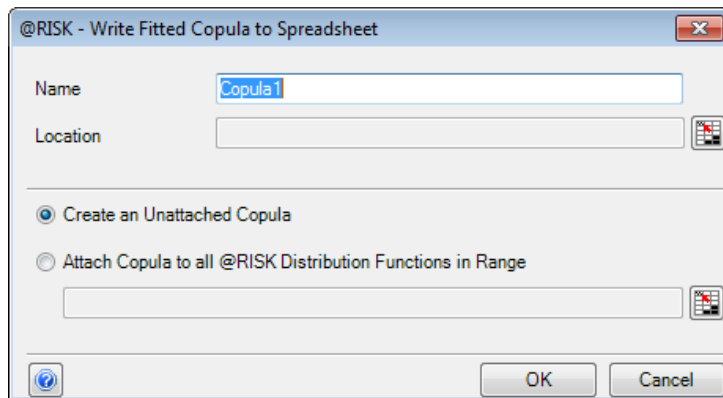 @RISK - Write Fitted Copula to Spreadsheet
Name
Copula1
Location
Create an Unattached Copula
Attach Copula to all @RISK Distribution Functions in Range
OK
Cancel